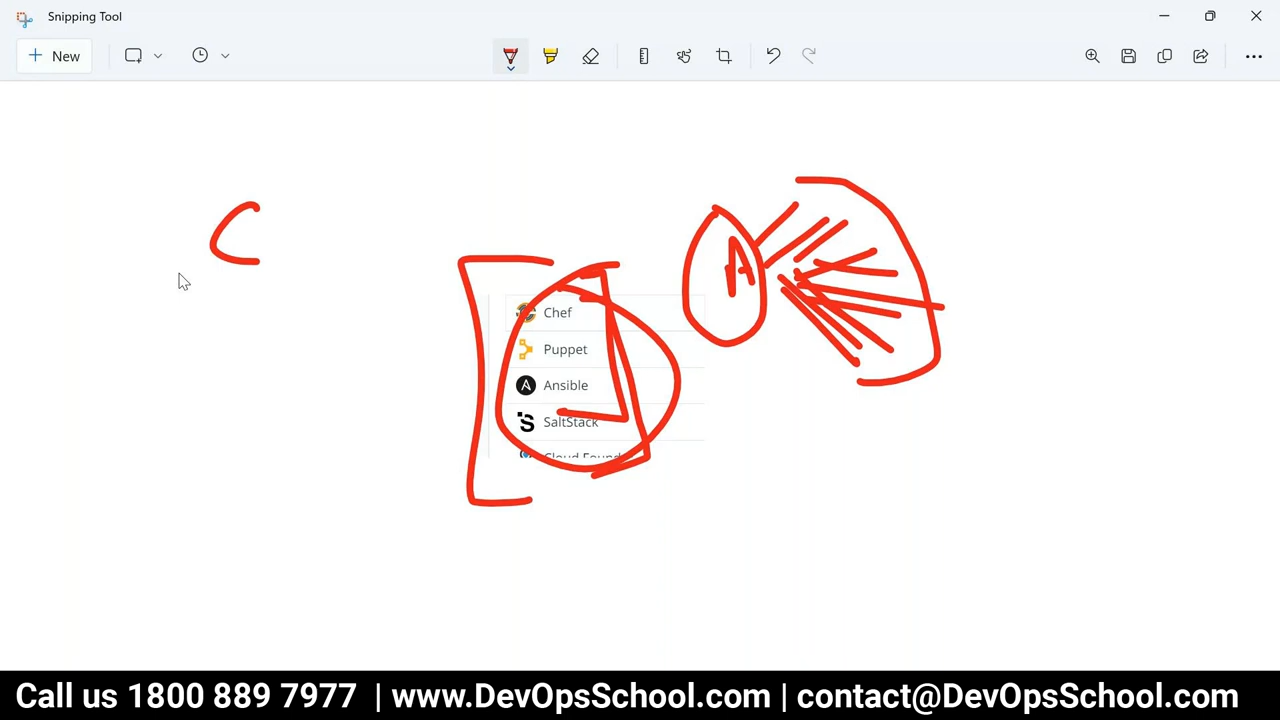 Snipping Tool
New
C
A
Chef
Puppet
Ansible
SaltStack
Call us 1800 889 7977 | www.DevOpsSchool.com | contact@DevOpsSchool.com